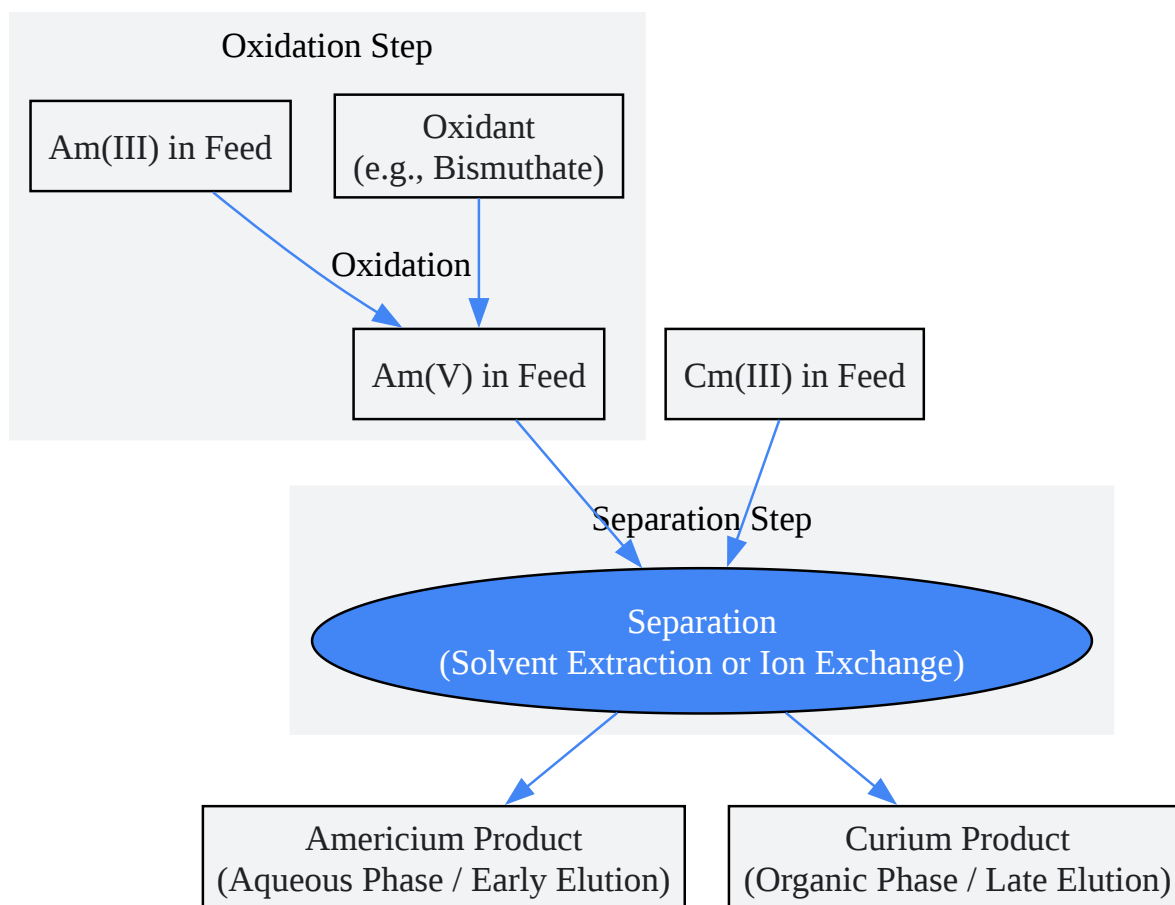 Oxidation Step
Am(III) in Feed
Oxidant
(e.g., Bismuthate)
Oxidation
Am(V) in Feed
Cm(III) in Feed
Separation Step
Separation
(Solvent Extraction or Ion Exchange)
Americium Product
(Aqueous Phase / Early Elution)
Curium Product
(Organic Phase / Late Elution)